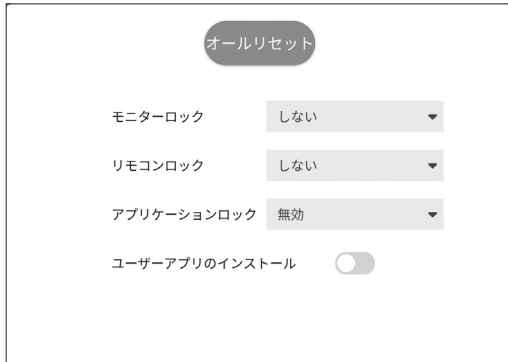 オールリセット
モニターロック しない
リモコンロック しない
アプリケーションロック 無効
ユーザーアプリのインストール